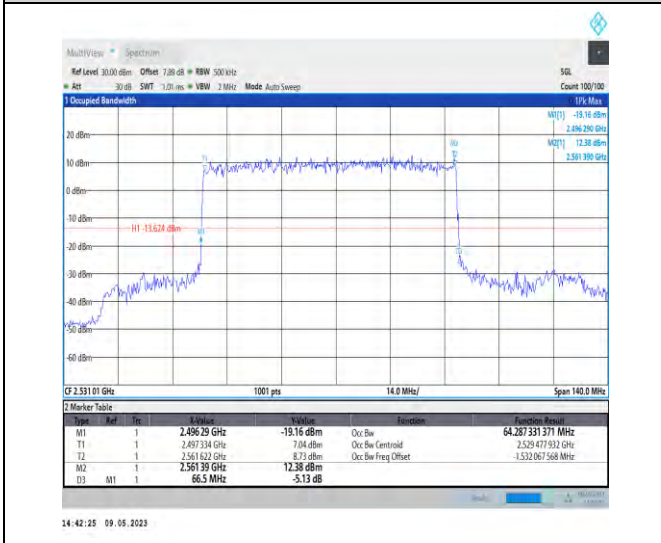 MultiView Spectrum
Ref Level 30.00 dBm Offset 7.89 dB RBW 500 kHz SGL
Att 30 dB SWT 1.01 ms VBW 2 MHz Mode Auto Sweep Count 100/100
1 Occupied Bandwidth 1Pk Max
M1[1] -19.16 dBm
2.496 290 GHz
M2[1] 12.38 dBm
2.561 390 GHz
20 dBm
M2
T1 T2
10 dBm
0 dBm
-10 dBm
H1 -13.624 dBm
M1
-20 dBm
D3
-30 dBm
-40 dBm
-50 dBm
-60 dBm
CF 2.531 01 GHz 1001 pts 14.0 MHz/ Span 140.0 MHz
2 Marker Table
Type Ref Trc X-Value Y-Value Function Function Result
M1 1 2.496 29 GHz -19.16 dBm Occ Bw 64.287 331 371 MHz
T1 1 2.497 334 GHz 7.04 dBm Occ Bw Centroid 2.529 477 932 GHz
T2 1 2.561 622 GHz 8.73 dBm Occ Bw Freq Offset -1.532 067 568 MHz
M2 1 2.561 39 GHz 12.38 dBm
D3 M1 1 66.5 MHz -5.13 dB
14:42:25 09.05.2023